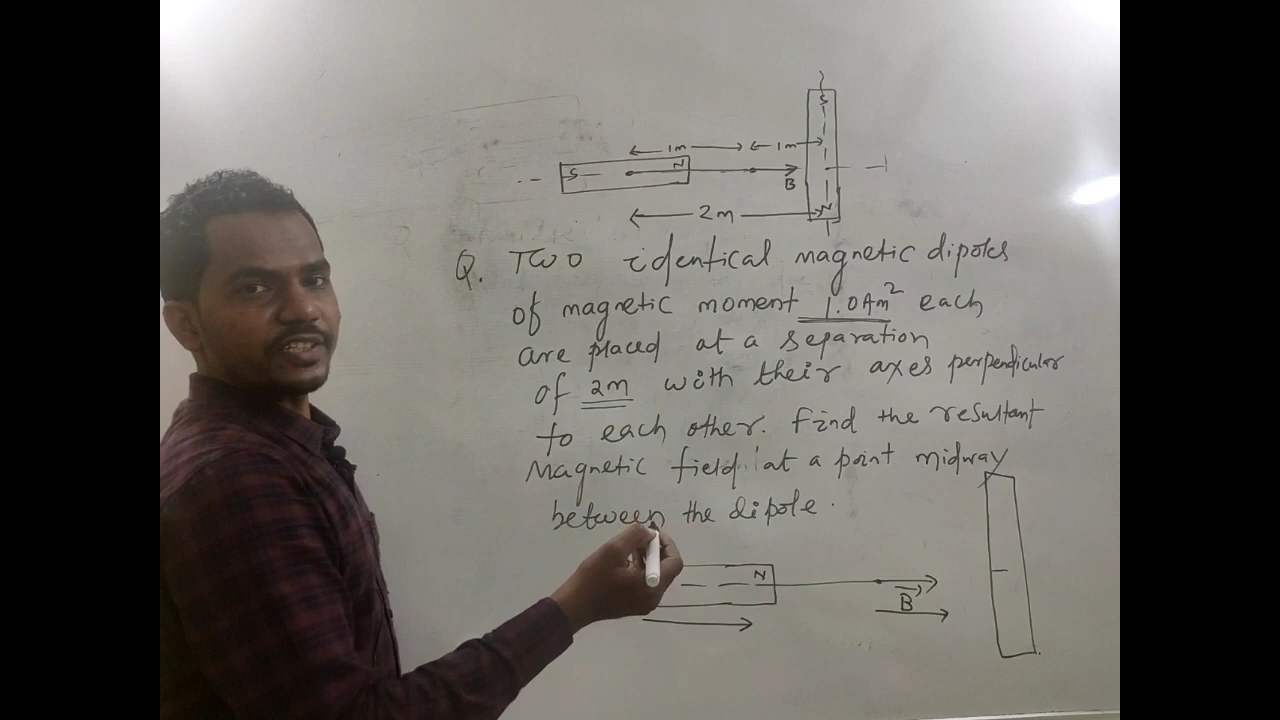 S
1m 1m
S N
B
2m N
Q. TWO identical magnetic dipoles
of magnetic moment 1.0Am² each
are placed at a separation
of 2m with their axes perpendicular
to each other. Find the resultant
Magnetic field at a point midway
between the dipole.
N
B